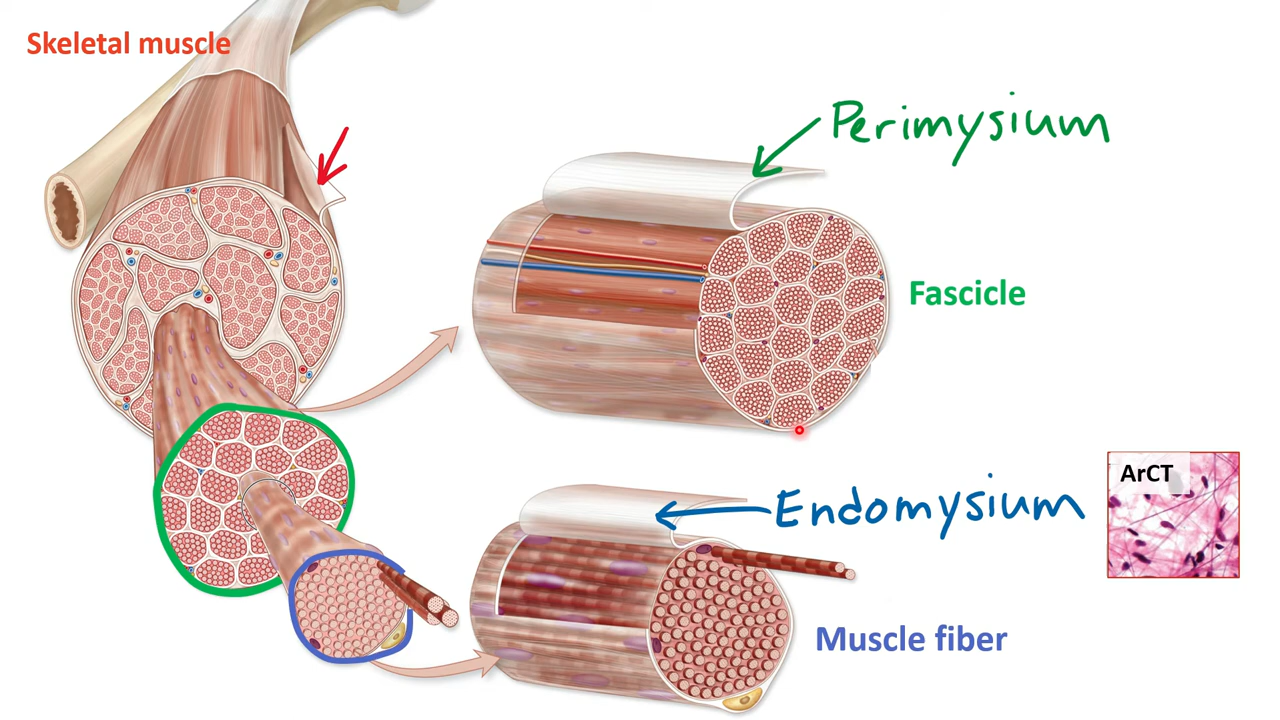 Skeletal muscle
Perimysium
Fascicle
Endomysium
ArCT
Muscle fiber